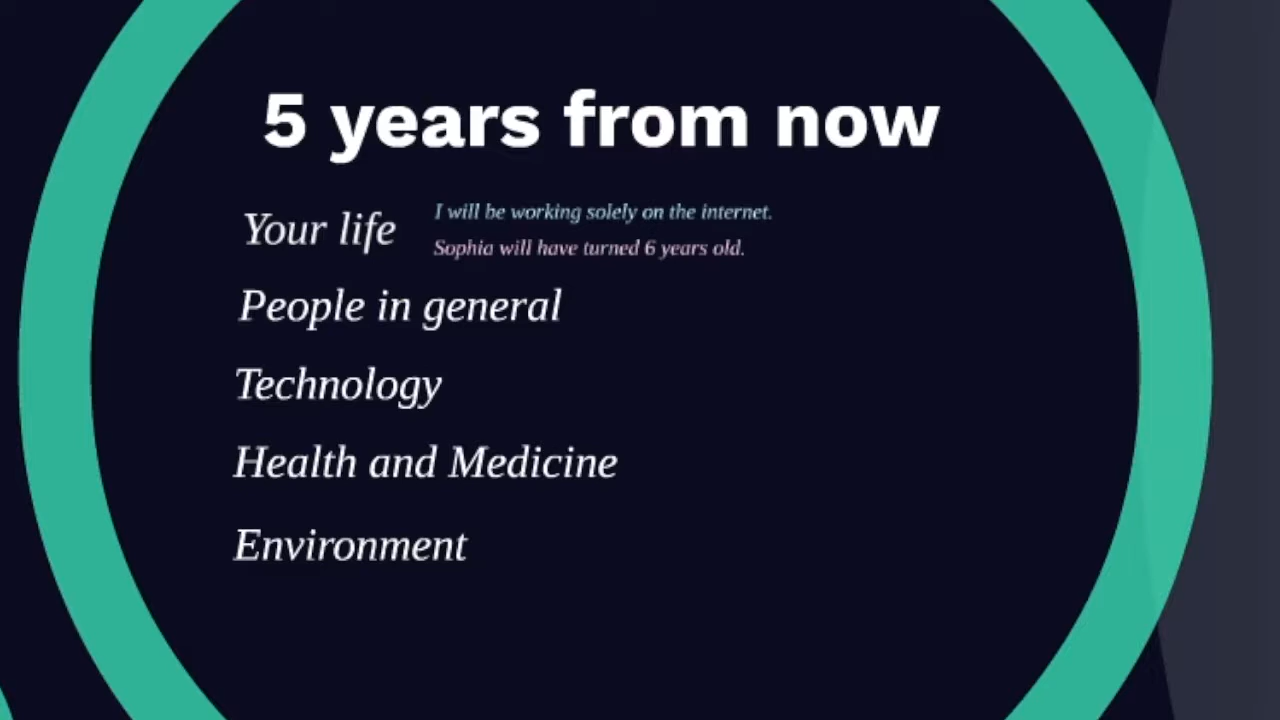 5 years from now
Your life
I will be working solely on the internet.
Sophia will have turned 6 years old.
People in general
Technology
Health and Medicine
Environment